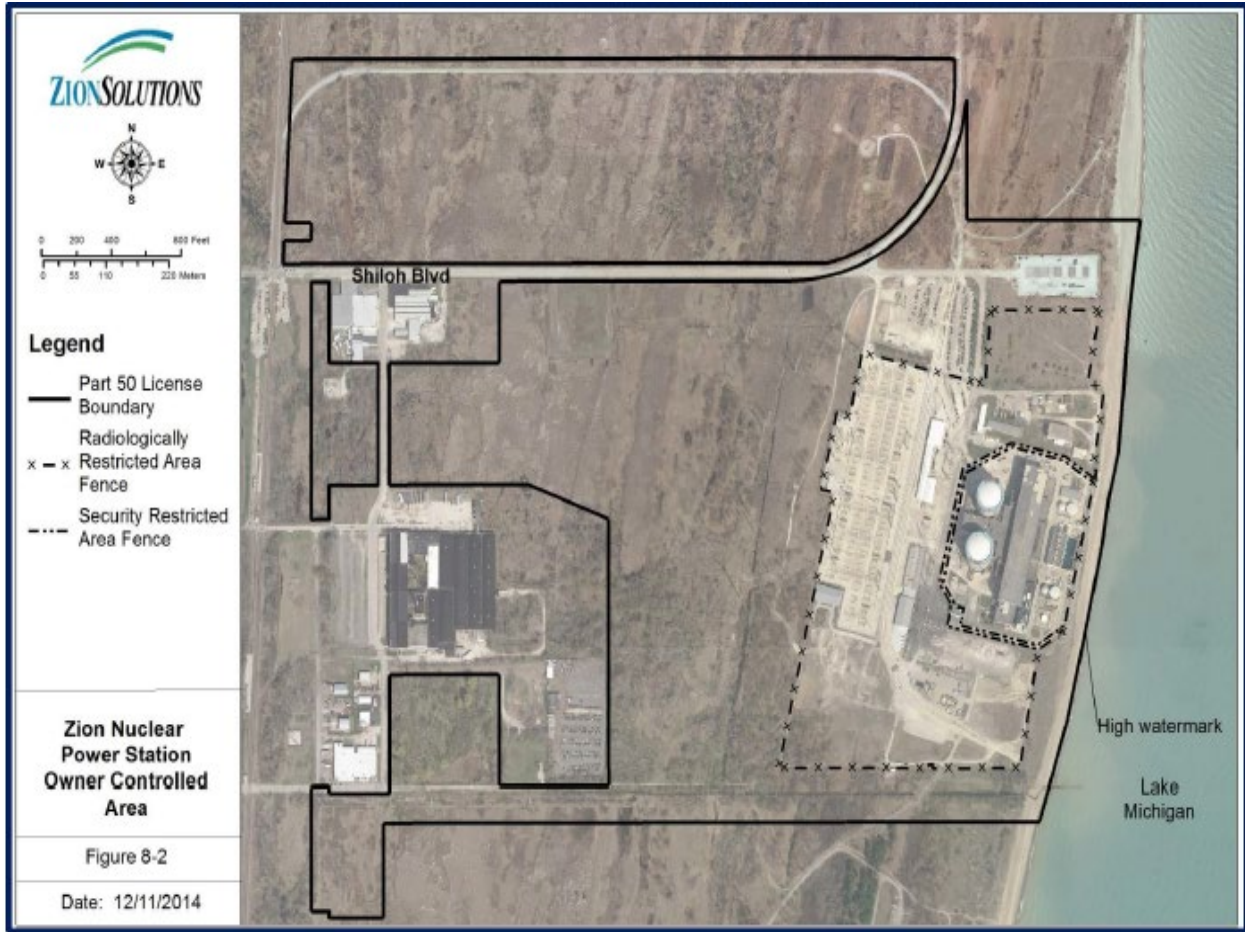 ZIONSOLUTIONS
N
W
E
S
0 200 400 800 Feet
0 55 110 220 Meters
Legend
Part 50 License
Boundary
Radiologically
Restricted Area
Fence
Security Restricted
Area Fence
Zion Nuclear
Power Station
Owner Controlled
Area
Figure 8-2
Date: 12/11/2014
Shiloh Blvd
High watermark
Lake
Michigan